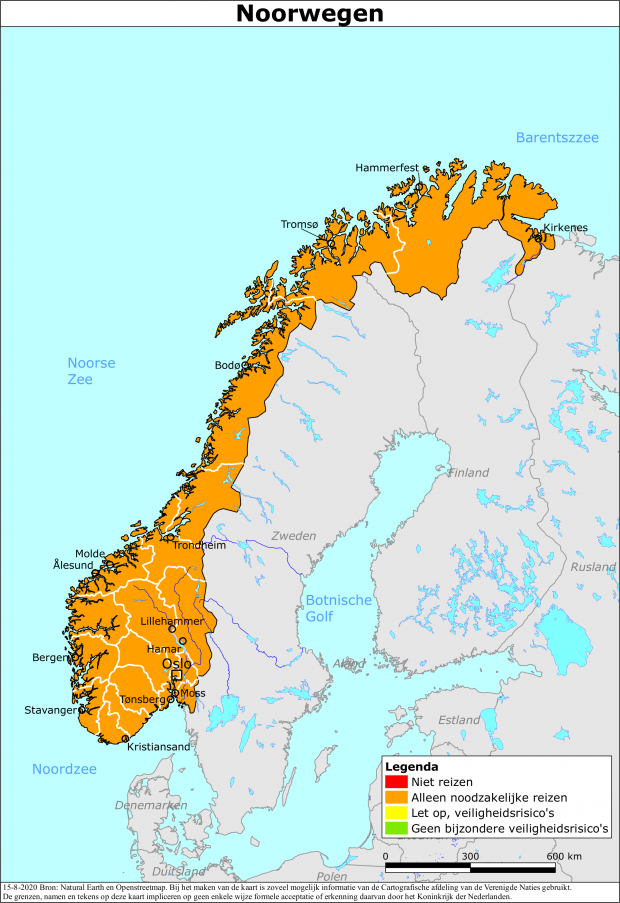 Noorwegen
Barentszzee
Hammerfest
Tromsø
Kirkenes
Noorse
Zee
Bodø
Finland
Zweden
Trondheim
Molde
Ålesund
Rusland
Botnische
Golf
Lillehammer
Hamar
Bergen
Oslo
Åland
Tønsberg
Moss
Stavanger
Estland
Kristiansand
Noordzee
Denemarken
Duitsland
Polen
Legenda
Niet reizen
Alleen noodzakelijke reizen
Let op, veiligheidsrisico's
Geen bijzondere veiligheidsrisico's
0 300 600 km
15-8-2020 Bron: Natural Earth en Openstreetmap. Bij het maken van de kaart is zoveel mogelijk informatie van de Cartografische afdeling van de Verenigde Naties gebruikt.
De grenzen, namen en tekens op deze kaart impliceren op geen enkele wijze formele acceptatie of erkenning daarvan door het Koninkrijk der Nederlanden.